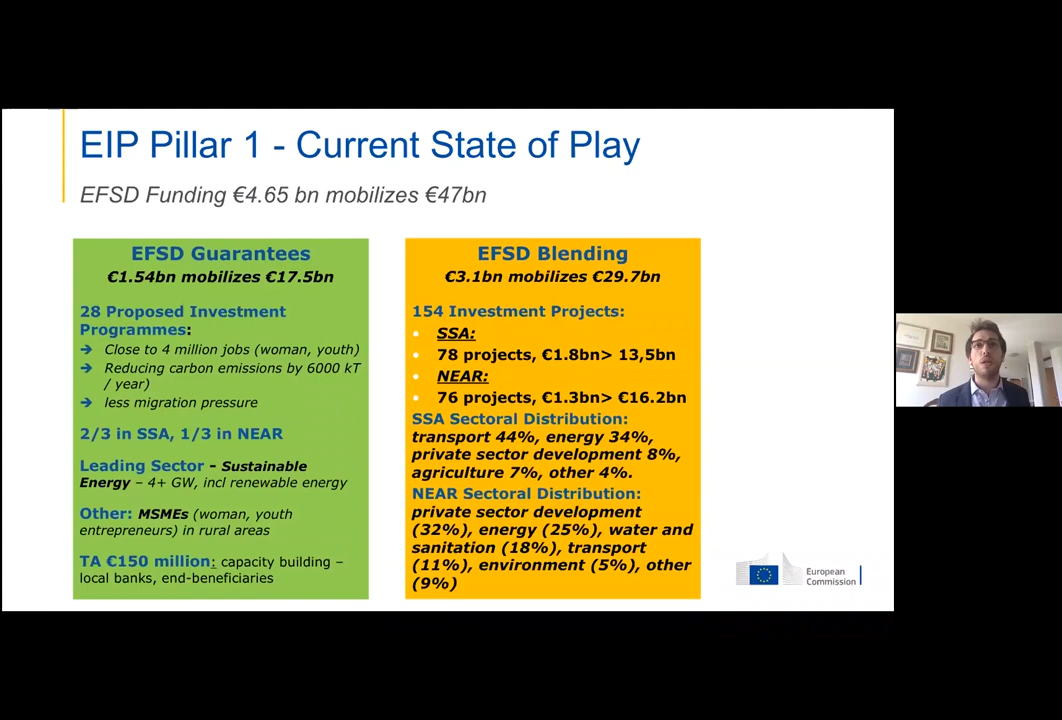 EIP Pillar 1 - Current State of Play
EFSD Funding €4.65 bn mobilizes €47bn
EFSD Guarantees
€1.54bn mobilizes €17.5bn
28 Proposed Investment
Programmes:
➔ Close to 4 million jobs (woman, youth)
➔ Reducing carbon emissions by 6000 kT
/ year)
➔ less migration pressure
2/3 in SSA, 1/3 in NEAR
Leading Sector - Sustainable
Energy – 4+ GW, incl renewable energy
Other: MSMEs (woman, youth
entrepreneurs) in rural areas
TA €150 million: capacity building –
local banks, end-beneficiaries
EFSD Blending
€3.1bn mobilizes €29.7bn
154 Investment Projects:
• SSA:
• 78 projects, €1.8bn> 13,5bn
• NEAR:
• 76 projects, €1.3bn> €16.2bn
SSA Sectoral Distribution:
transport 44%, energy 34%,
private sector development 8%,
agriculture 7%, other 4%.
NEAR Sectoral Distribution:
private sector development
(32%), energy (25%), water and
sanitation (18%), transport
(11%), environment (5%), other
(9%)
European
Commission